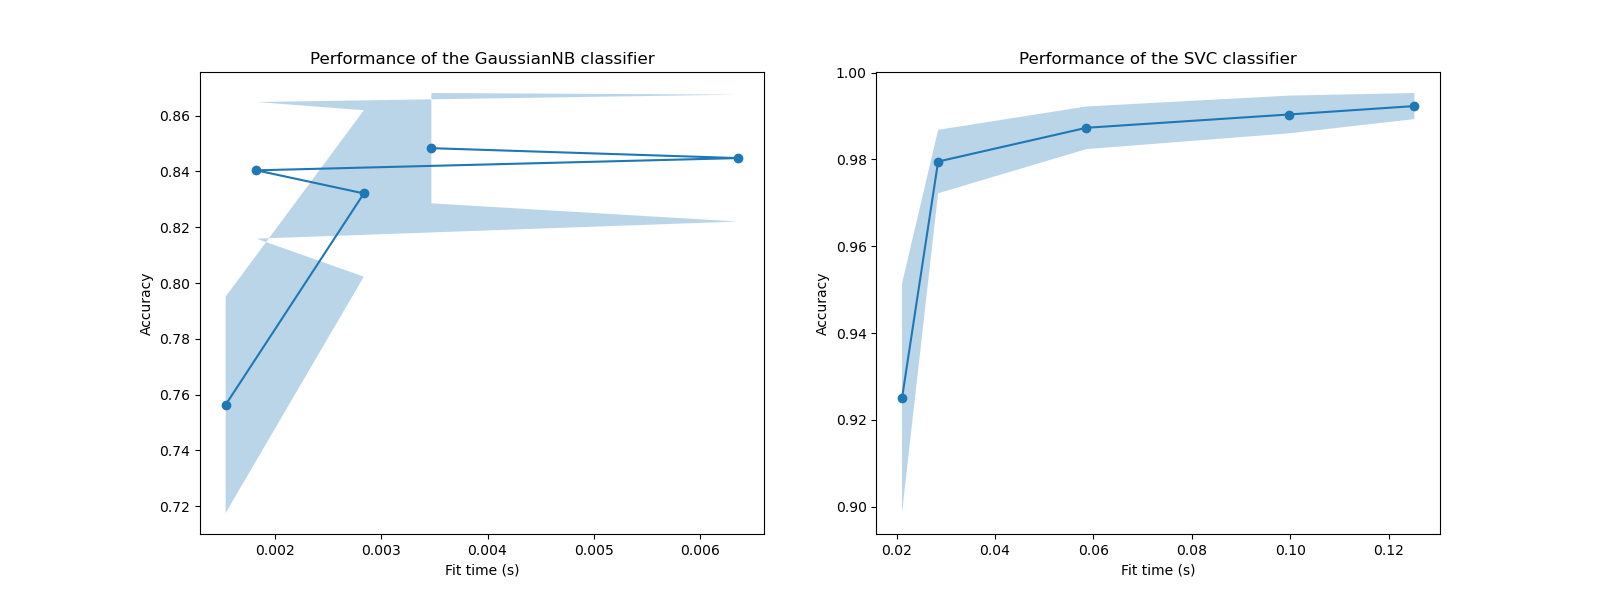 Performance of the GaussianNB classifier
Accuracy
0.86
0.84
0.82
0.80
0.78
0.76
0.74
0.72
0.002 0.003 0.004 0.005 0.006
Fit time (s)
Performance of the SVC classifier
Accuracy
1.00
0.98
0.96
0.94
0.92
0.90
0.02 0.04 0.06 0.08 0.10 0.12
Fit time (s)